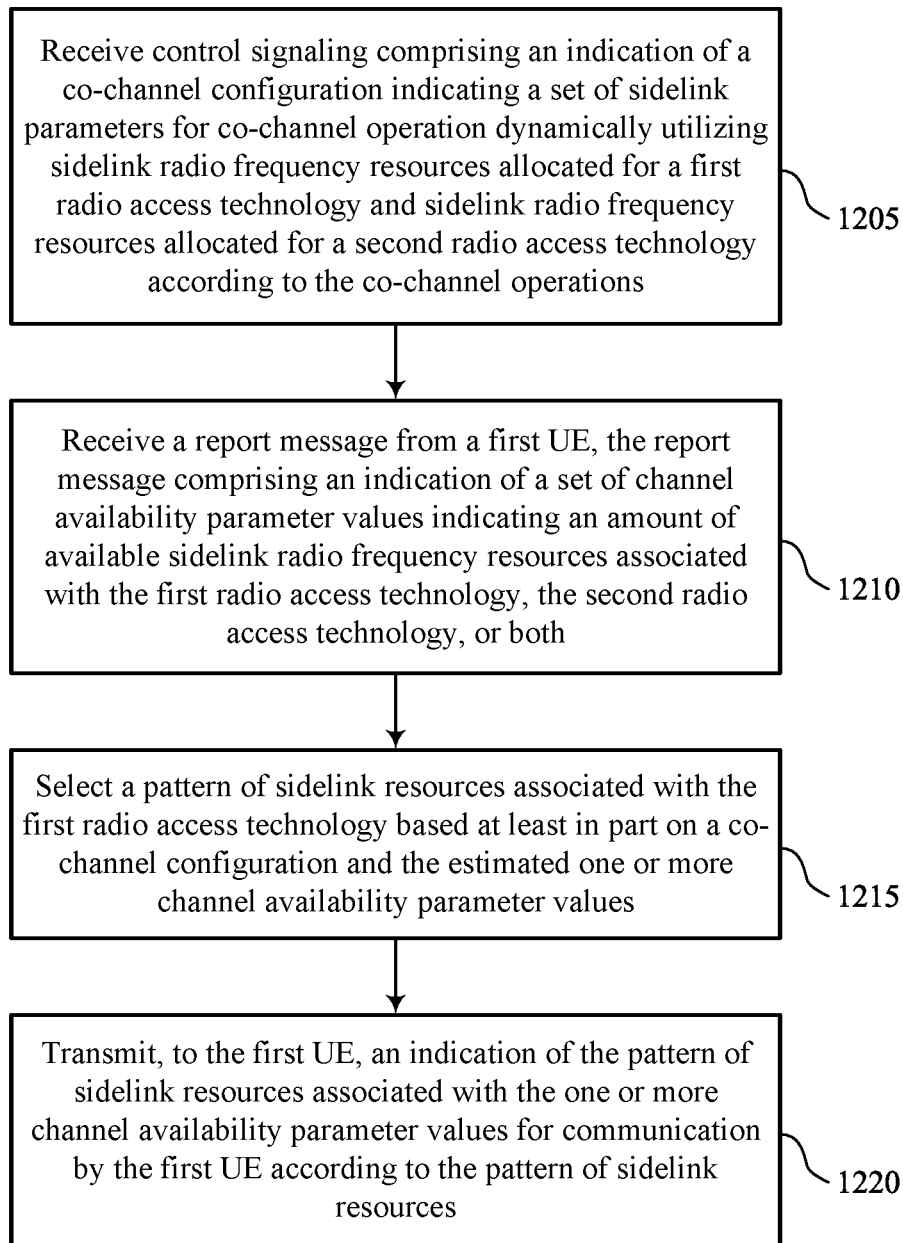 Receive control signaling comprising an indication of a
co-channel configuration indicating a set of sidelink
parameters for co-channel operation dynamically utilizing
sidelink radio frequency resources allocated for a first
radio access technology and sidelink radio frequency
resources allocated for a second radio access technology
according to the co-channel operations
1205
Receive a report message from a first UE, the report
message comprising an indication of a set of channel
availability parameter values indicating an amount of
available sidelink radio frequency resources associated
with the first radio access technology, the second radio
access technology, or both
1210
Select a pattern of sidelink resources associated with the
first radio access technology based at least in part on a co-
channel configuration and the estimated one or more
channel availability parameter values
1215
Transmit, to the first UE, an indication of the pattern of
sidelink resources associated with the one or more
channel availability parameter values for communication
by the first UE according to the pattern of sidelink
resources
1220